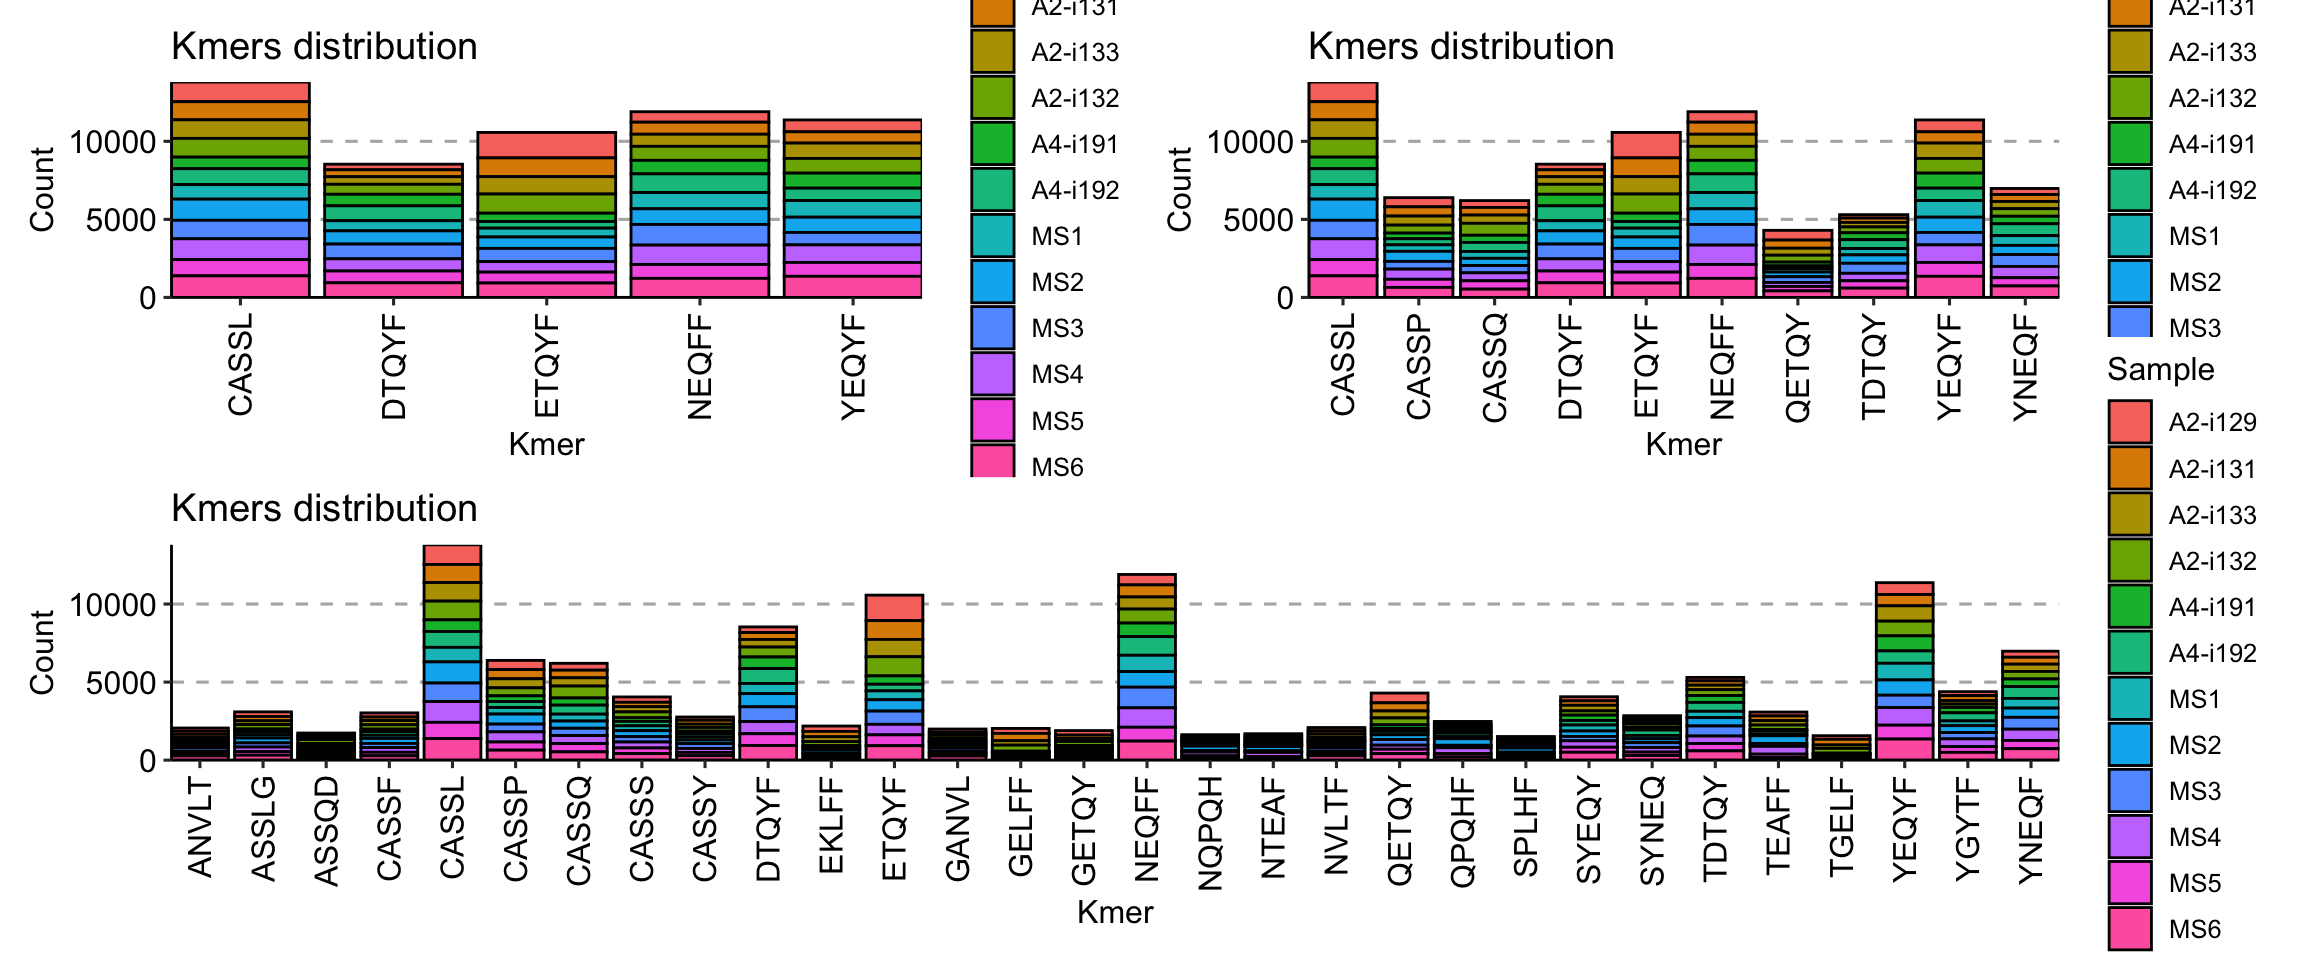 Kmers distribution
Count
10000
5000
0
CASSL
DTQYF
ETQYF
NEQFF
YEQYF
Kmer
A2-i131
A2-i133
A2-i132
A4-i191
A4-i192
MS1
MS2
MS3
MS4
MS5
MS6
Kmers distribution
Count
10000
5000
0
CASSL
CASSP
CASSQ
DTQYF
ETQYF
NEQFF
QETQY
TDTQY
YEQYF
YNEQF
Kmer
A2-i131
A2-i133
A2-i132
A4-i191
A4-i192
MS1
MS2
MS3
Kmers distribution
Count
10000
5000
0
ANVLT
ASSLG
ASSQD
CASSF
CASSL
CASSP
CASSQ
CASSS
CASSY
DTQYF
EKLFF
ETQYF
GANVL
GELFF
GETQY
NEQFF
NQPQH
NTEAF
NVLTF
QETQY
QPQHF
SPLHF
SYEQY
SYNEQ
TDTQY
TEAFF
TGELF
YEQYF
YGYTF
YNEQF
Kmer
Sample
A2-i129
A2-i131
A2-i133
A2-i132
A4-i191
A4-i192
MS1
MS2
MS3
MS4
MS5
MS6